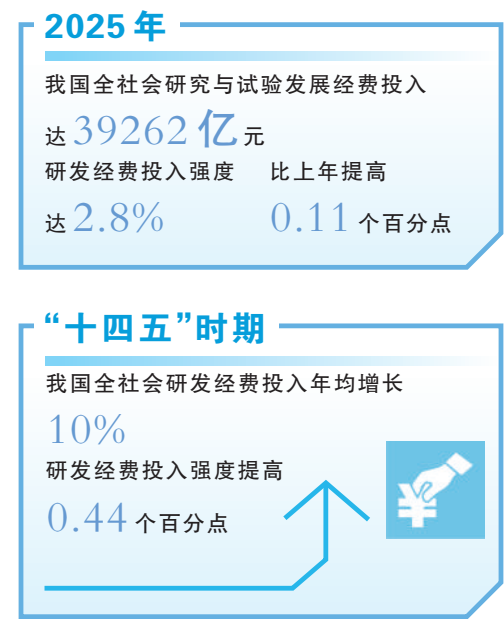 2025年
我国全社会研究与试验发展经费投入
达39262亿元
研发经费投入强度 比上年提高
达2.8% 0.11个百分点
“十四五”时期
我国全社会研发经费投入年均增长
10%
研发经费投入强度提高
0.44个百分点
¥